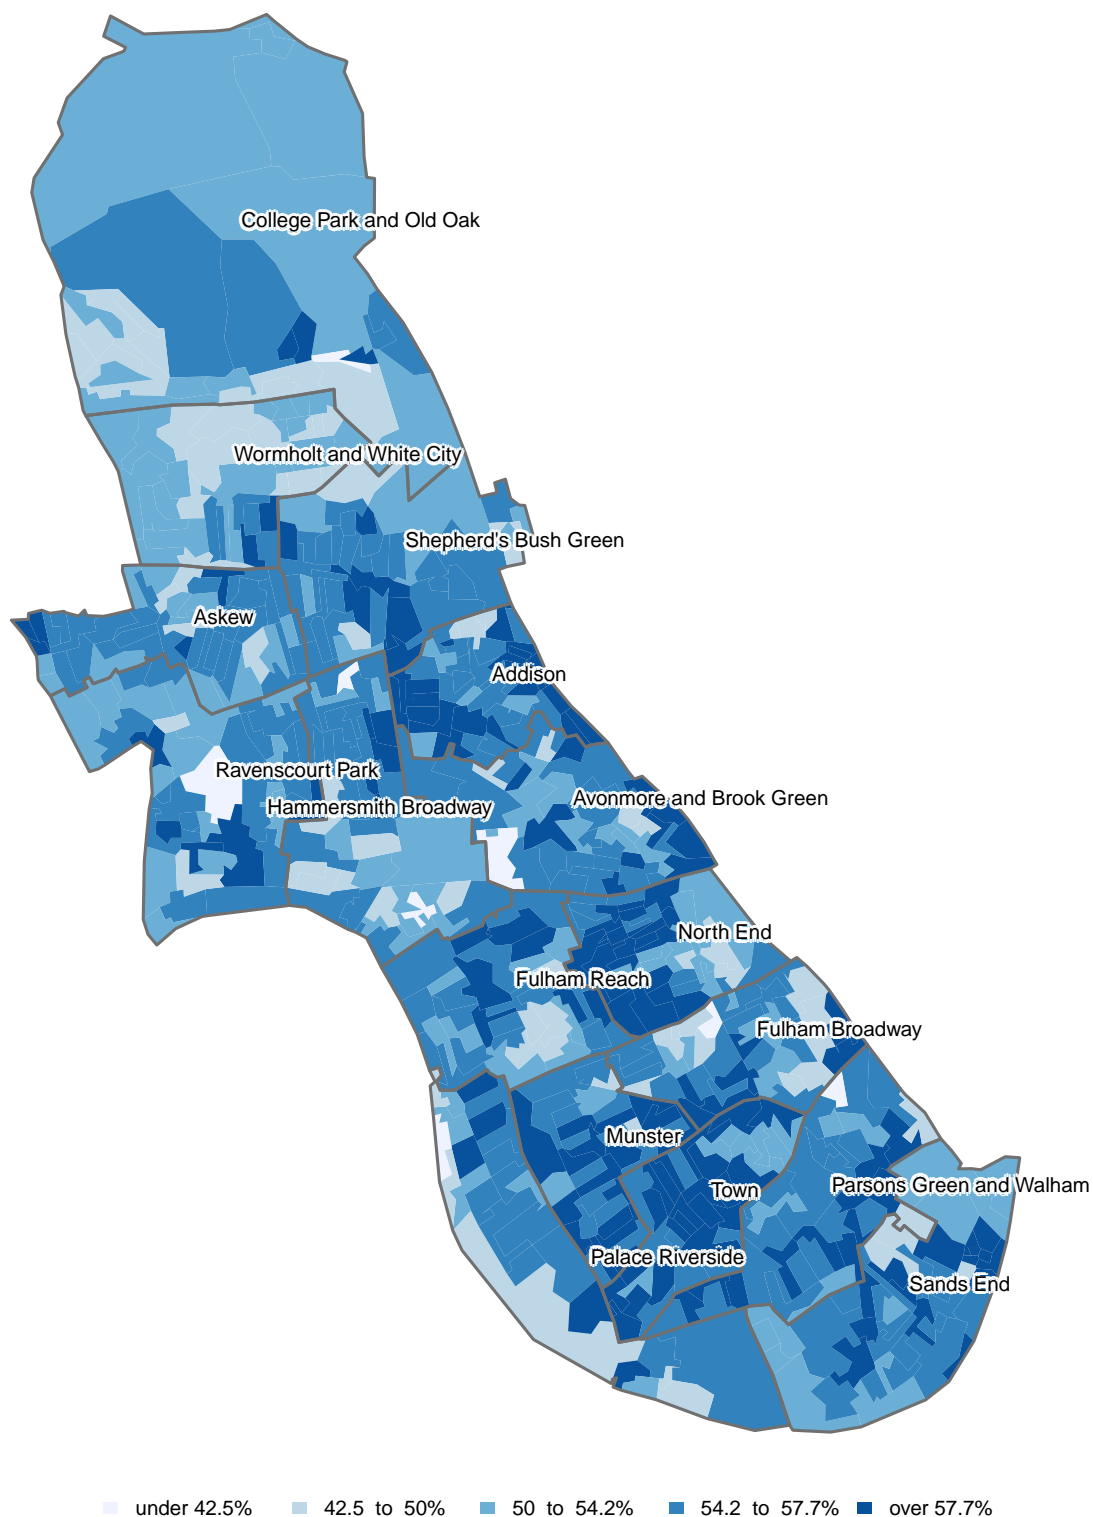 College Park and Old Oak
Wormholt and White City
Shepherd's Bush Green
Askew
Addison
Ravenscourt Park
Avonmore and Brook Green
Hammersmith Broadway
North End
Fulham Reach
Fulham Broadway
Munster
Parsons Green and Walham
Town
Palace Riverside
Sands End
under 42.5%
42.5 to 50%
50 to 54.2%
54.2 to 57.7%
over 57.7%